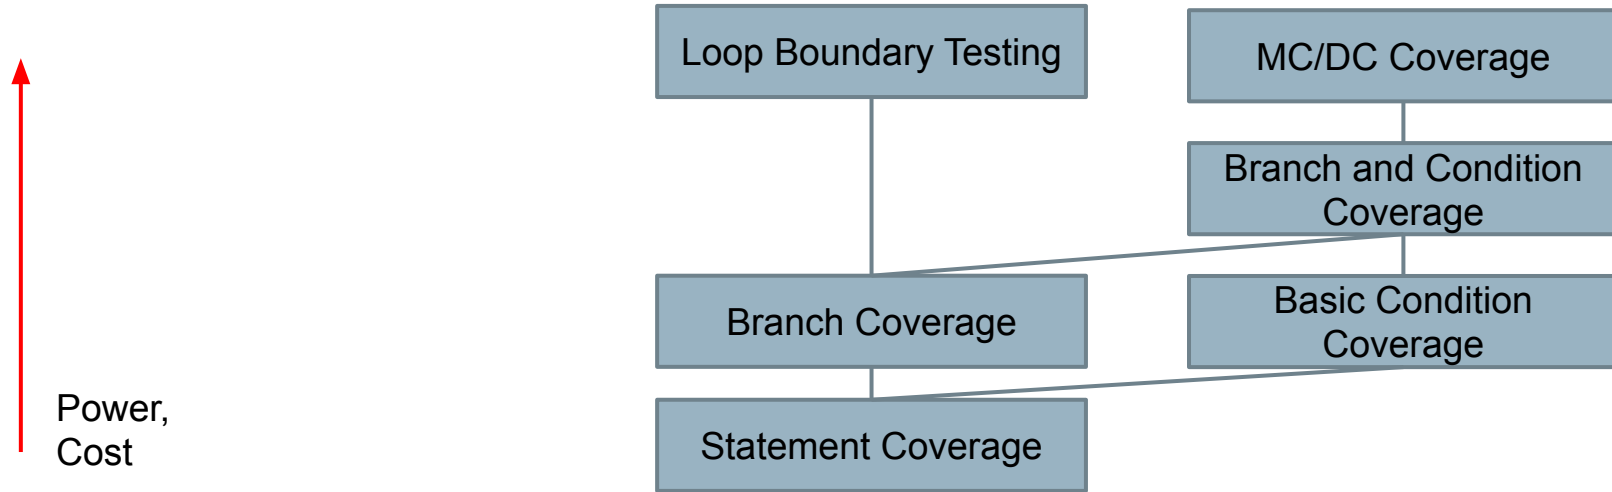 Loop Boundary Testing
MC/DC Coverage
Branch and Condition
Coverage
Branch Coverage
Basic Condition
Coverage
Power,
Cost
Statement Coverage